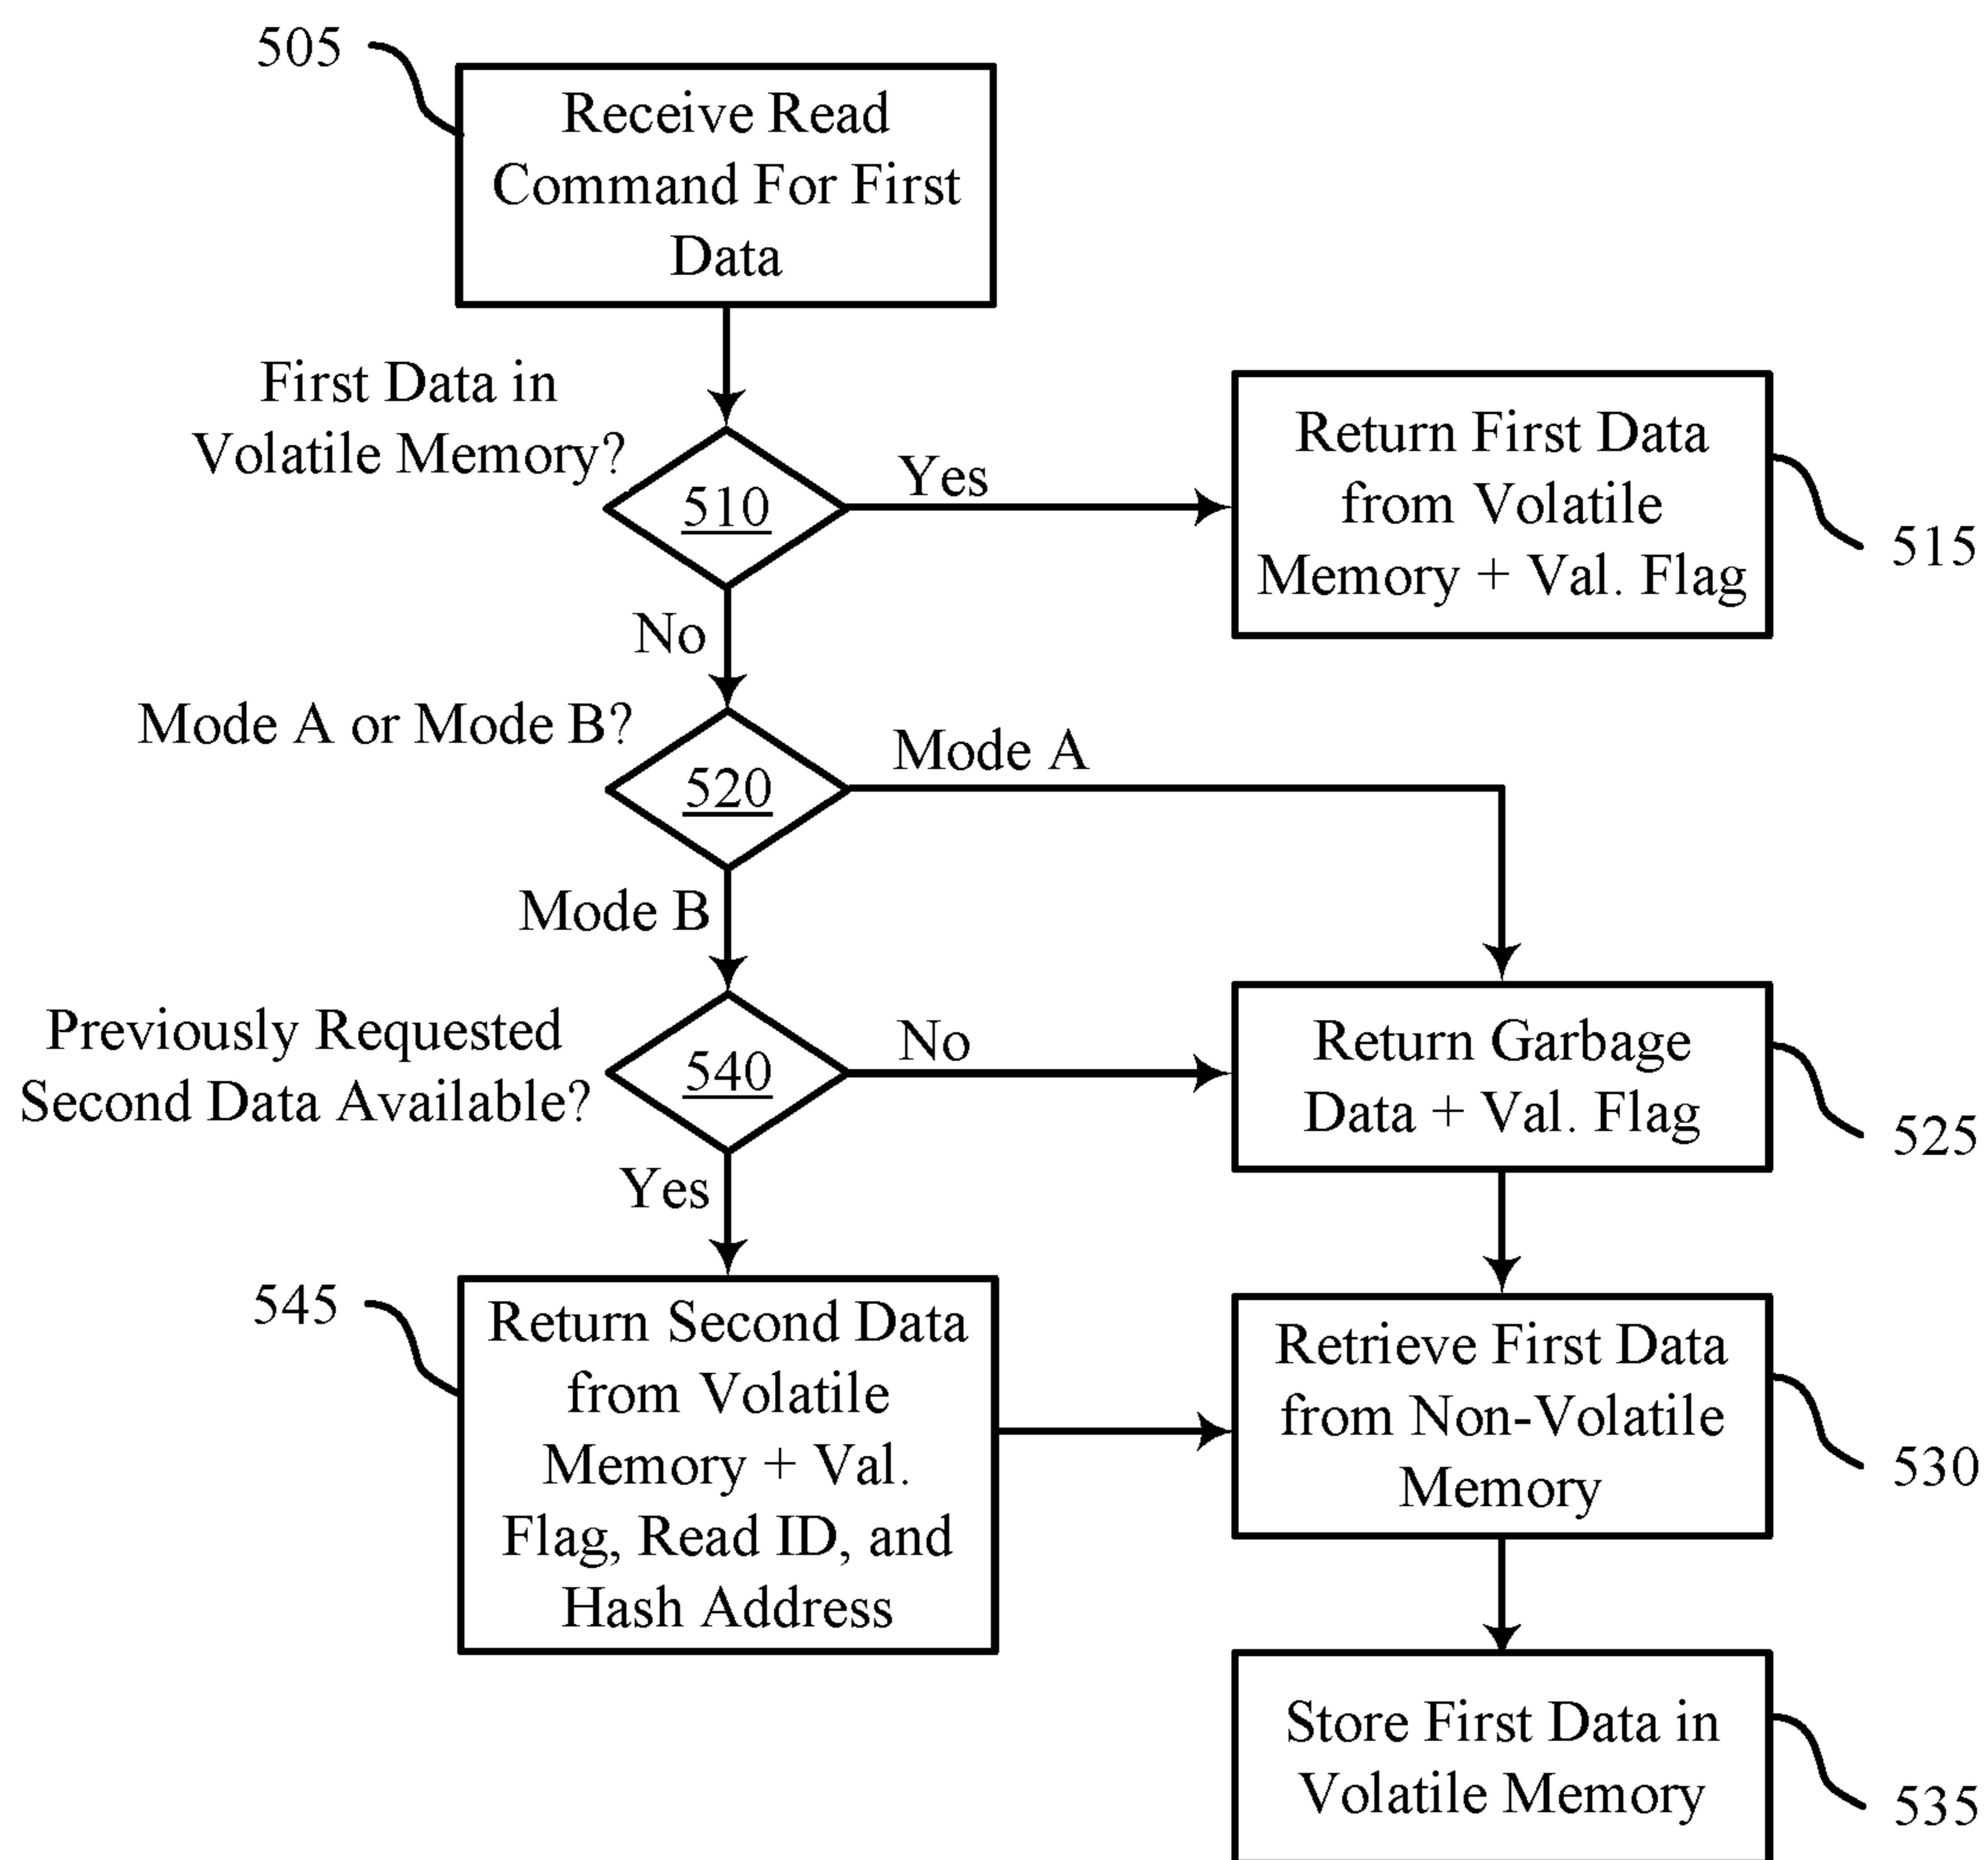 505
Receive Read
Command For First
Data
First Data in
Volatile Memory?
510
Yes
Return First Data
from Volatile
Memory + Val. Flag
515
No
Mode A or Mode B?
520
Mode A
Mode B
Previously Requested
Second Data Available?
540
No
Return Garbage
Data + Val. Flag
525
Yes
545
Return Second Data
from Volatile
Memory + Val.
Flag, Read ID, and
Hash Address
Retrieve First Data
from Non-Volatile
Memory
530
Store First Data in
Volatile Memory
535